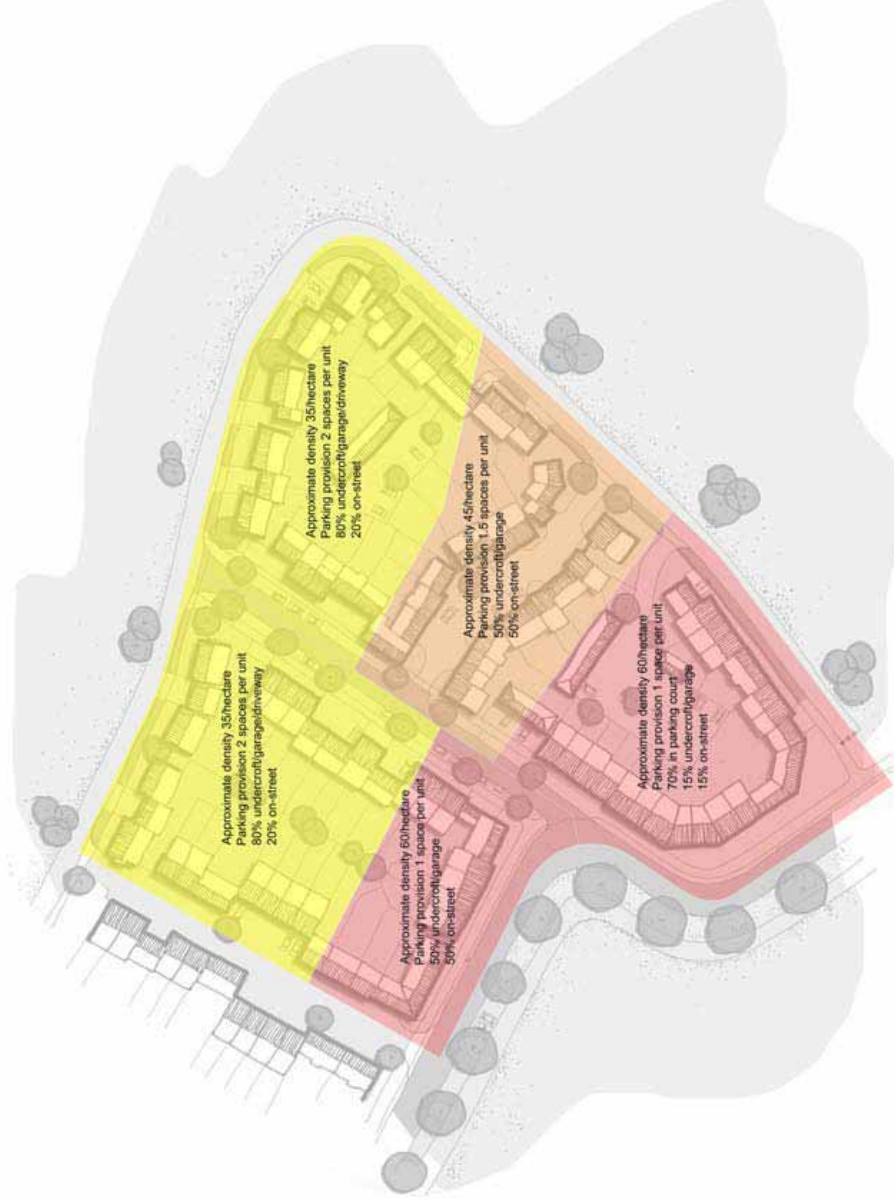 Approximate density 35/hectare
Parking provision 2 spaces per unit
80% undercroft/garage/driveway
20% on-street
Approximate density 35/hectare
Parking provision 2 spaces per unit
80% undercroft/garage/driveway
20% on-street
Approximate density 45/hectare
Parking provision 1.5 spaces per unit
50% undercroft/garage
50% on-street
Approximate density 60/hectare
Parking provision 1 space per unit
50% undercroft/garage
50% on-street
Approximate density 60/hectare
Parking provision 1 space per unit
70% in parking court
15% undercroft/garage
15% on-street